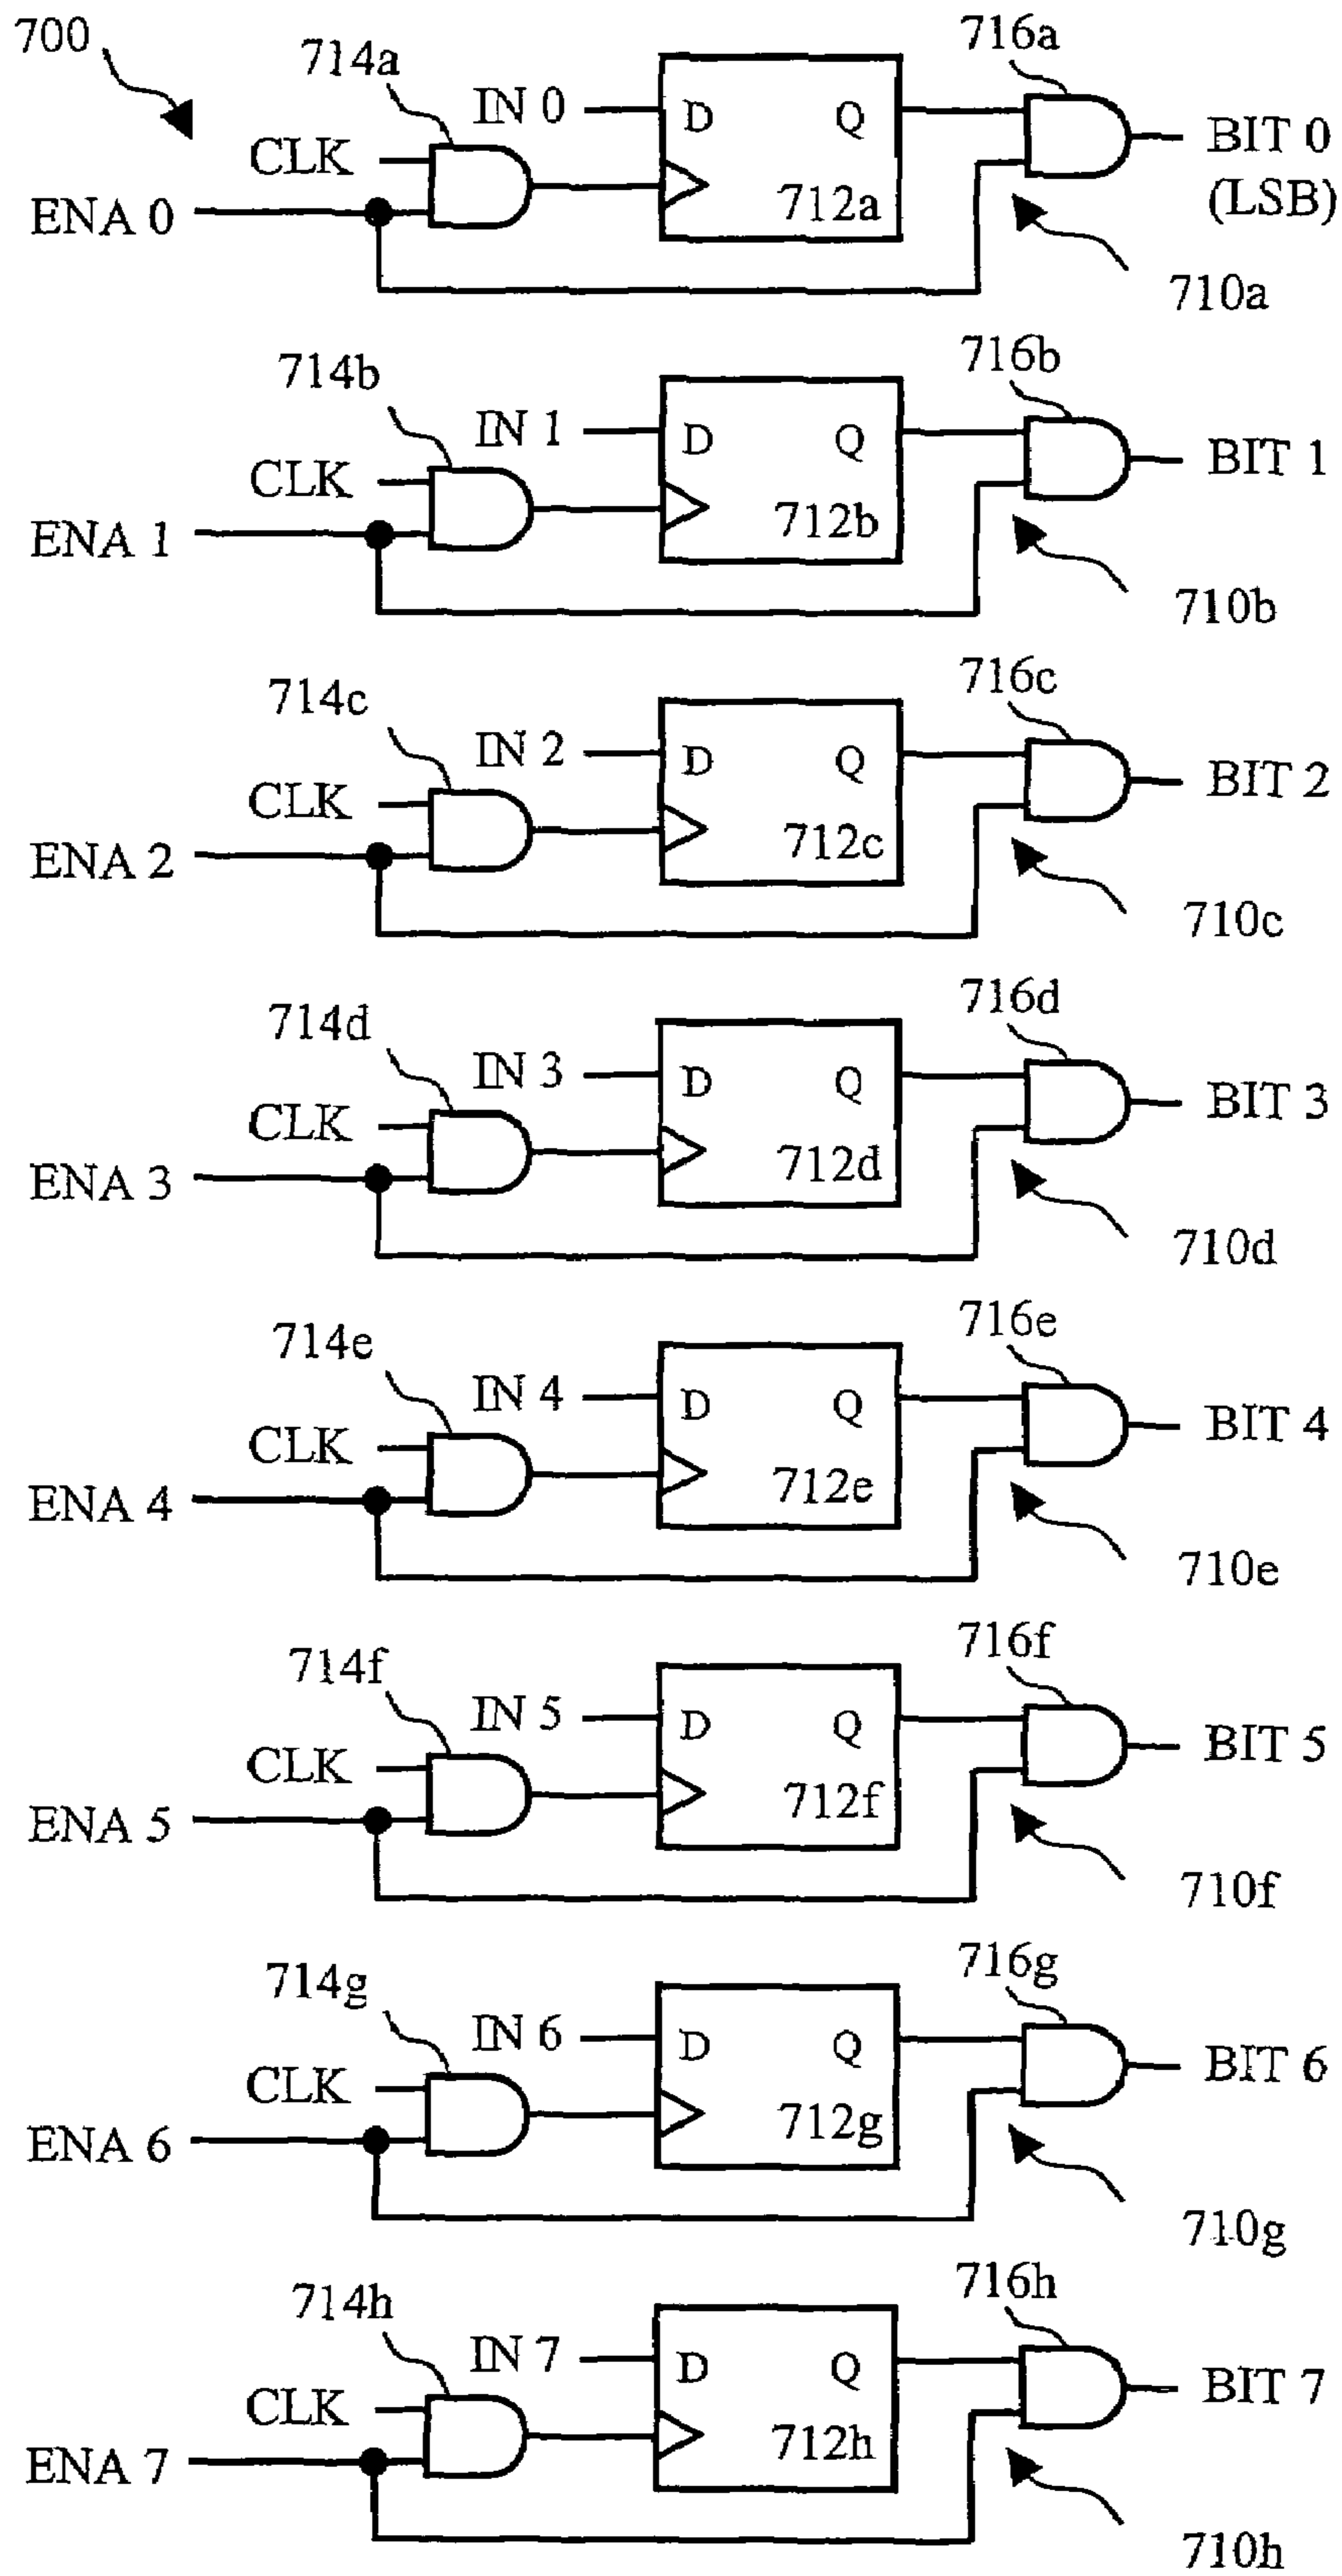 700
714a
716a
IN 0
D
Q
CLK
712a
BIT 0
(LSB)
ENA 0
710a
714b
716b
IN 1
D
Q
CLK
712b
BIT 1
ENA 1
710b
714c
716c
IN 2
D
Q
CLK
712c
BIT 2
ENA 2
710c
714d
716d
IN 3
D
Q
CLK
712d
BIT 3
ENA 3
710d
714e
716e
IN 4
D
Q
CLK
712e
BIT 4
ENA 4
710e
714f
716f
IN 5
D
Q
CLK
712f
BIT 5
ENA 5
710f
714g
716g
IN 6
D
Q
CLK
712g
BIT 6
ENA 6
710g
714h
716h
IN 7
D
Q
CLK
712h
BIT 7
ENA 7
710h